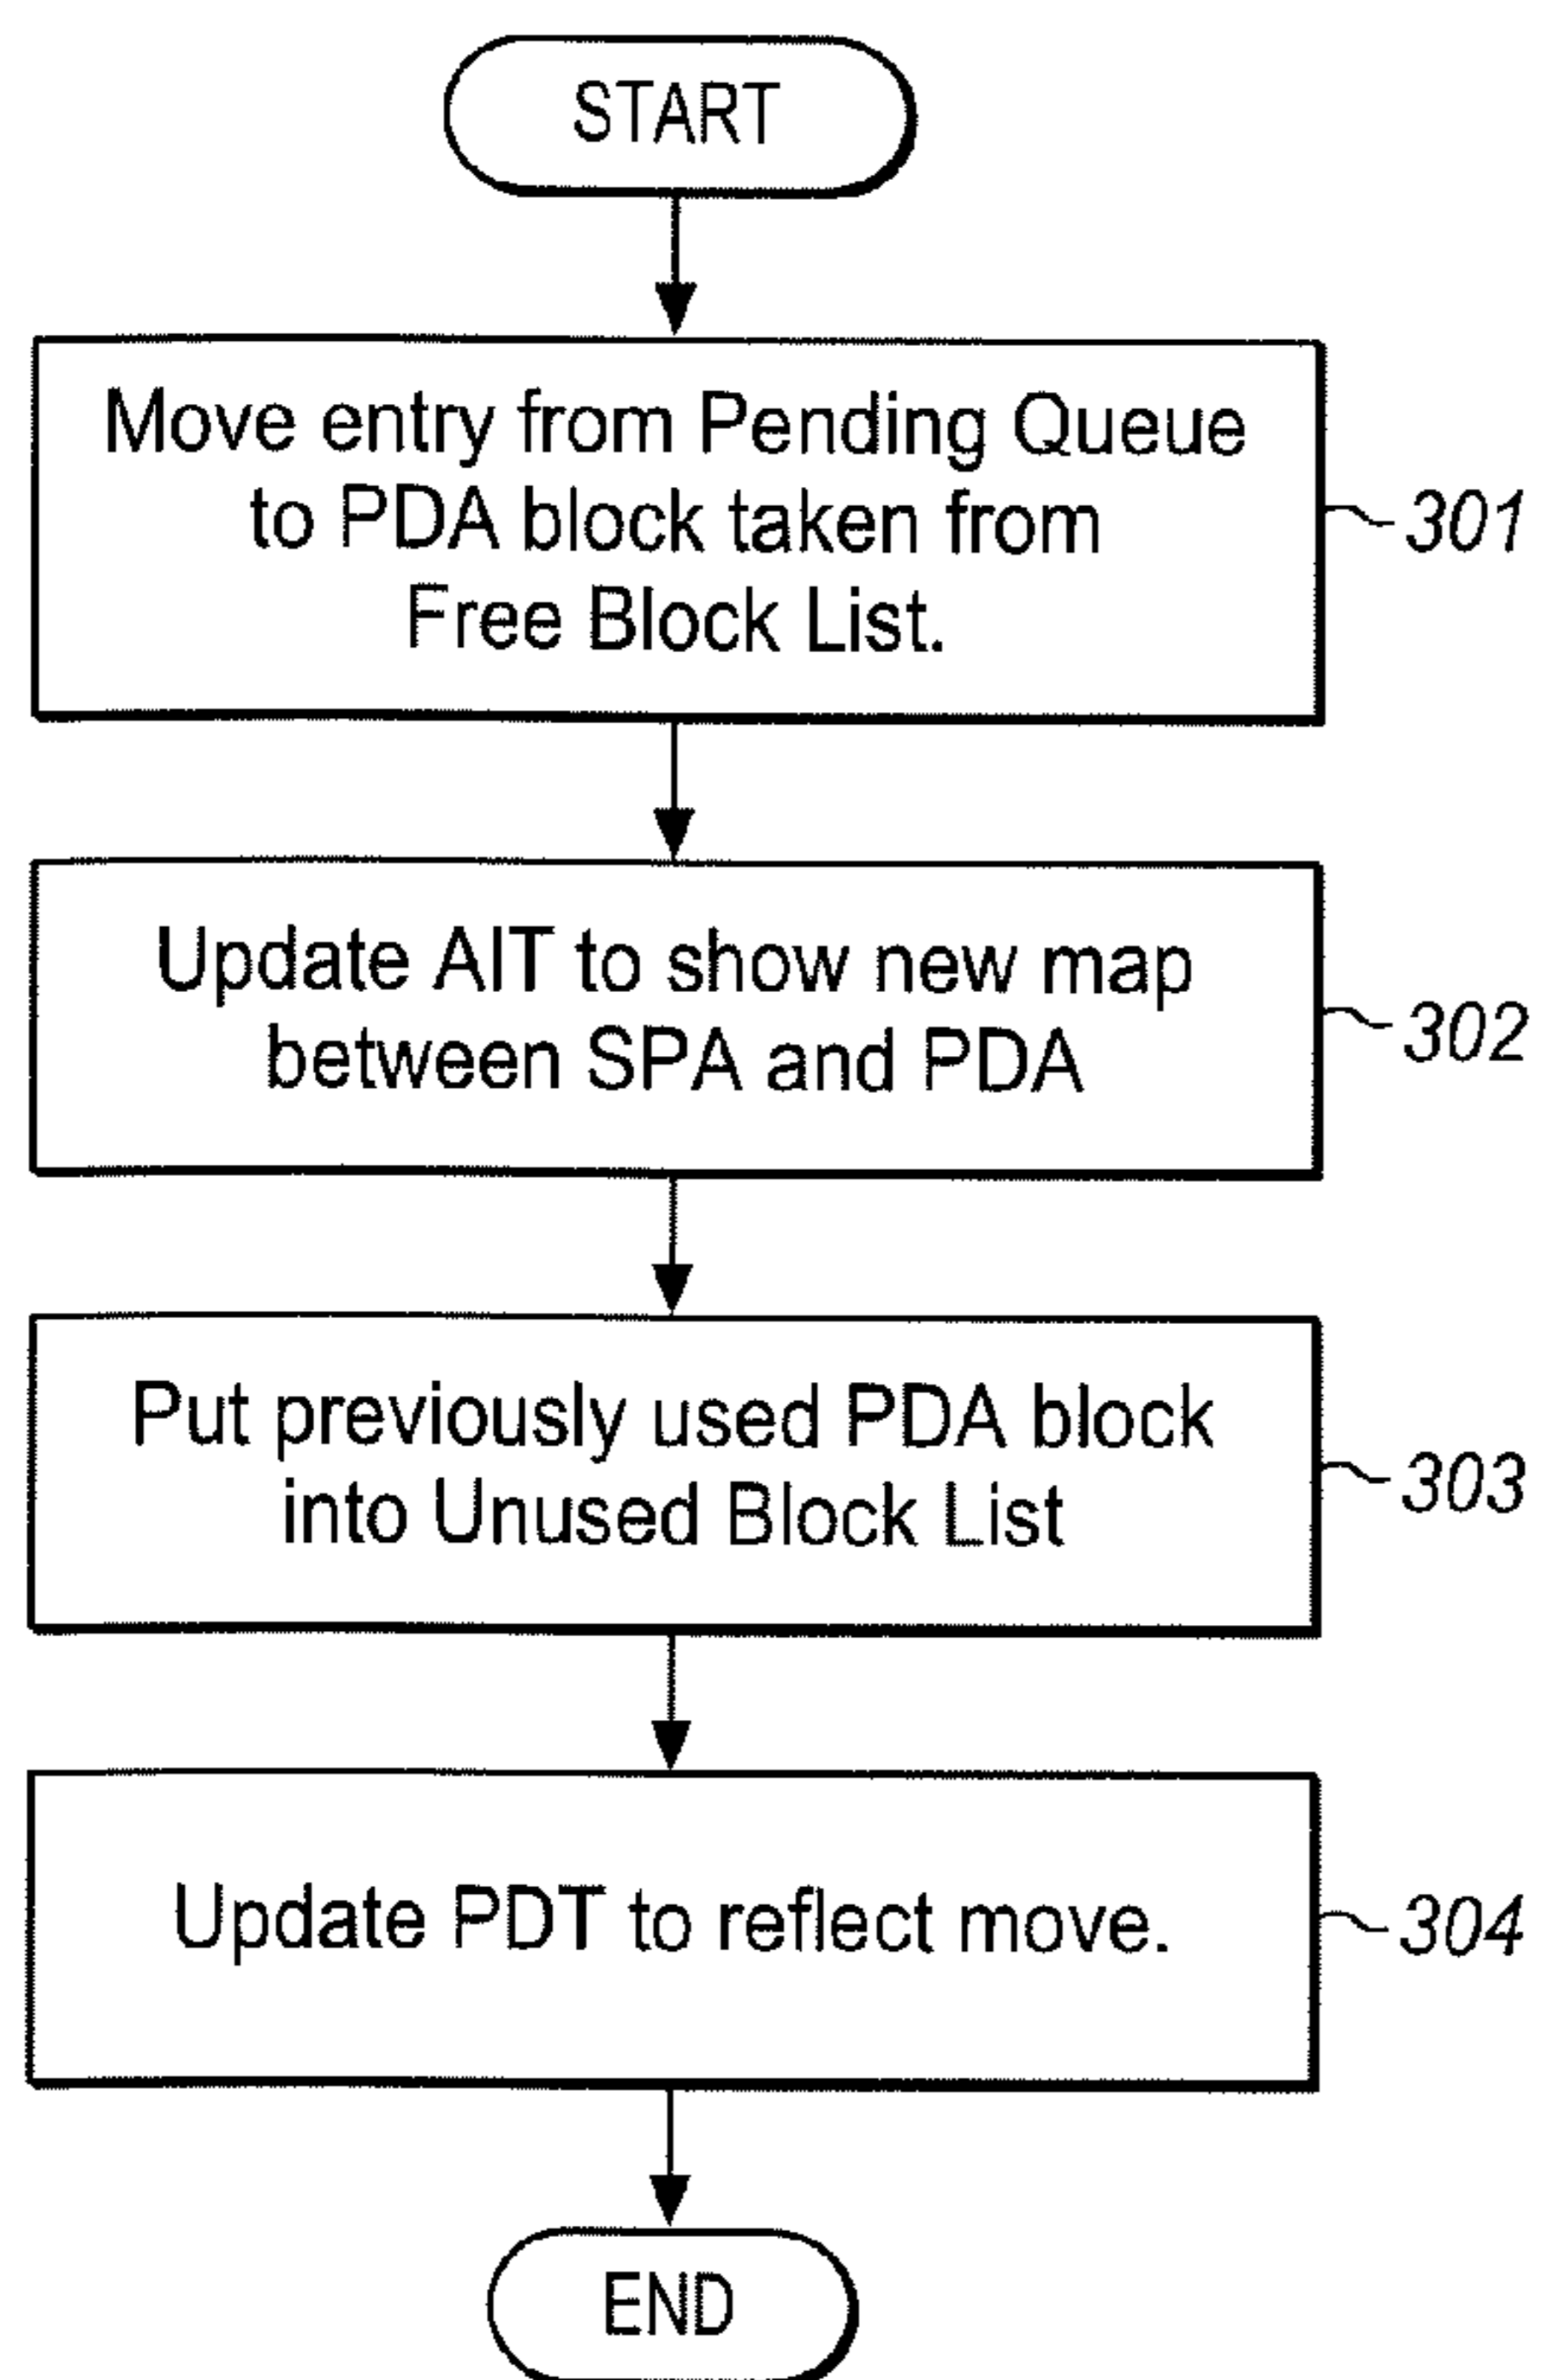 START
Move entry from Pending Queue
to PDA block taken from
Free Block List.
301
Update AIT to show new map
between SPA and PDA
302
Put previously used PDA block
into Unused Block List
303
Update PDT to reflect move.
304
END